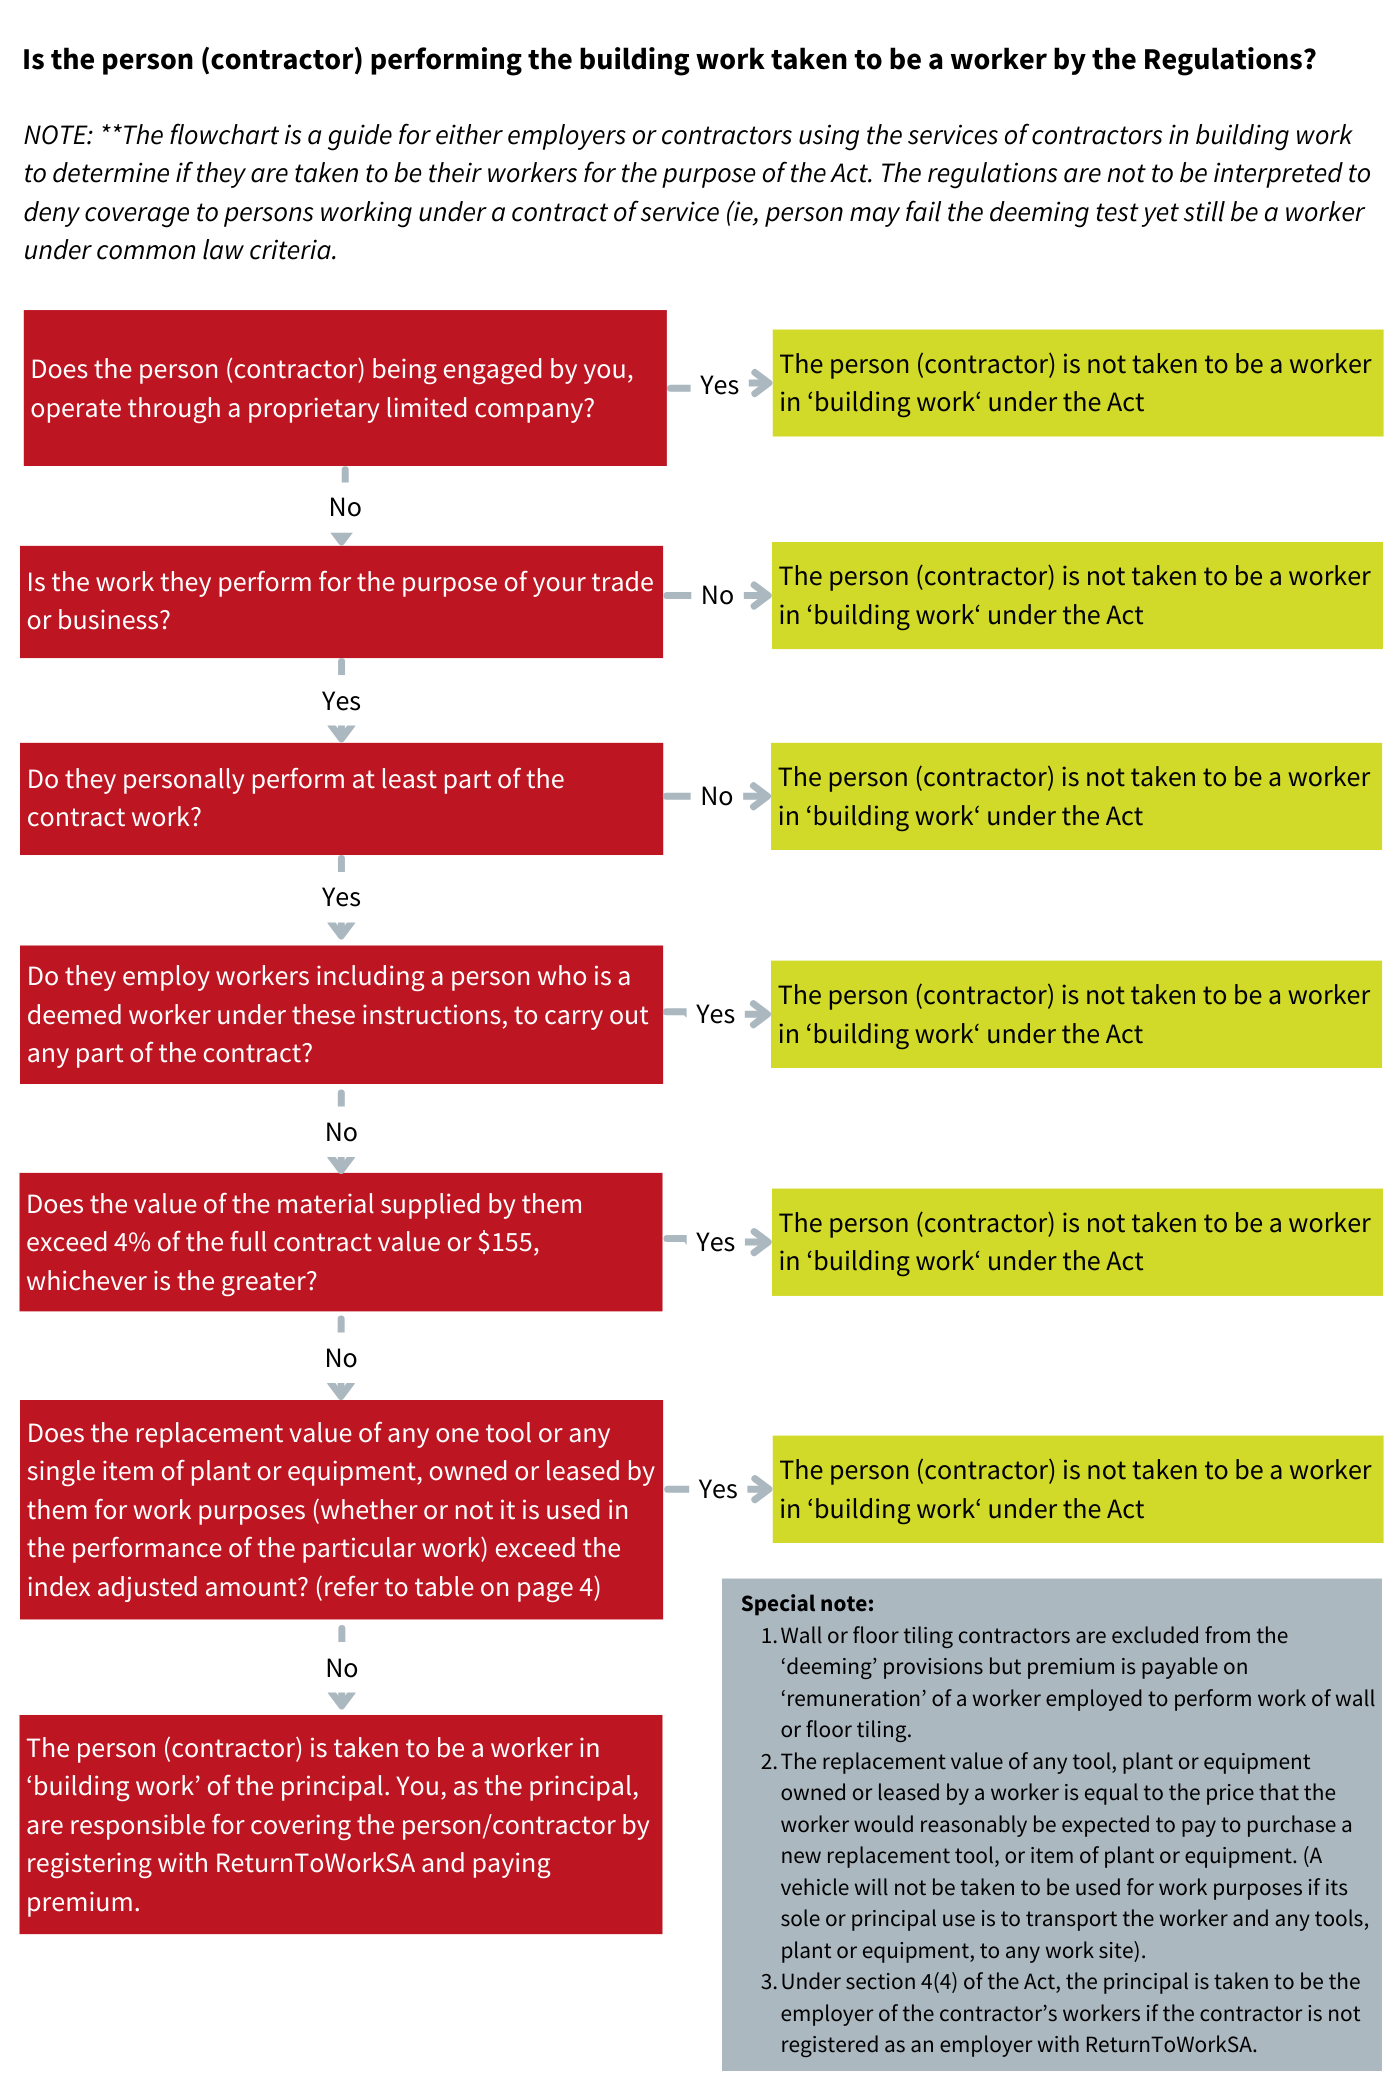 Is the person (contractor) performing the building work taken to be a worker by the Regulations?
NOTE: **The flowchart is a guide for either employers or contractors using the services of contractors in building work
to determine if they are taken to be their workers for the purpose of the Act. The regulations are not to be interpreted to
deny coverage to persons working under a contract of service (ie, person may fail the deeming test yet still be a worker
under common law criteria.
Does the person (contractor) being engaged by you,
operate through a proprietary limited company?
Yes
The person (contractor) is not taken to be a worker
in ‘building work‘ under the Act
No
Is the work they perform for the purpose of your trade
or business?
No
The person (contractor) is not taken to be a worker
in ‘building work‘ under the Act
Yes
Do they personally perform at least part of the
contract work?
No
The person (contractor) is not taken to be a worker
in ‘building work‘ under the Act
Yes
Do they employ workers including a person who is a
deemed worker under these instructions, to carry out
any part of the contract?
Yes
The person (contractor) is not taken to be a worker
in ‘building work‘ under the Act
No
Does the value of the material supplied by them
exceed 4% of the full contract value or $155,
whichever is the greater?
Yes
The person (contractor) is not taken to be a worker
in ‘building work‘ under the Act
No
Does the replacement value of any one tool or any
single item of plant or equipment, owned or leased by
them for work purposes (whether or not it is used in
the performance of the particular work) exceed the
index adjusted amount? (refer to table on page 4)
Yes
The person (contractor) is not taken to be a worker
in ‘building work‘ under the Act
No
The person (contractor) is taken to be a worker in
‘building work’ of the principal. You, as the principal,
are responsible for covering the person/contractor by
registering with ReturnToWorkSA and paying
premium.
Special note:
1. Wall or floor tiling contractors are excluded from the
‘deeming’ provisions but premium is payable on
‘remuneration’ of a worker employed to perform work of wall
or floor tiling.
2. The replacement value of any tool, plant or equipment
owned or leased by a worker is equal to the price that the
worker would reasonably be expected to pay to purchase a
new replacement tool, or item of plant or equipment. (A
vehicle will not be taken to be used for work purposes if its
sole or principal use is to transport the worker and any tools,
plant or equipment, to any work site).
3. Under section 4(4) of the Act, the principal is taken to be the
employer of the contractor’s workers if the contractor is not
registered as an employer with ReturnToWorkSA.